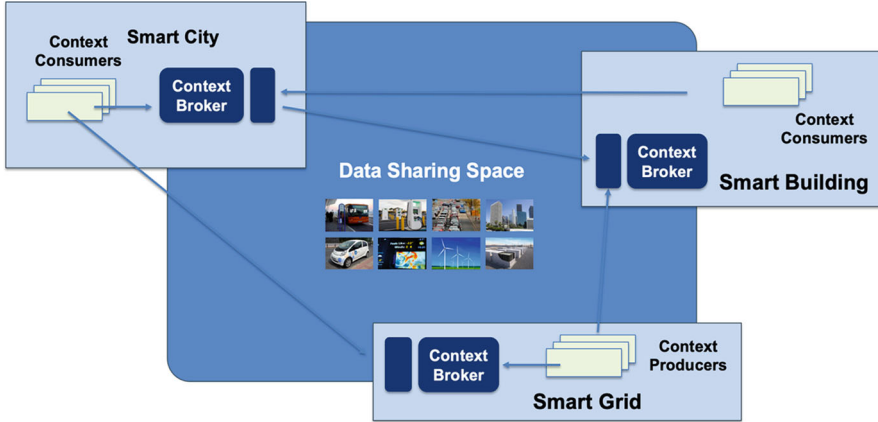 Smart City
Context
Consumers
Context
Broker
Context
Consumers
Context
Broker
Smart Building
Data Sharing Space
Context
Broker
Context
Producers
Smart Grid